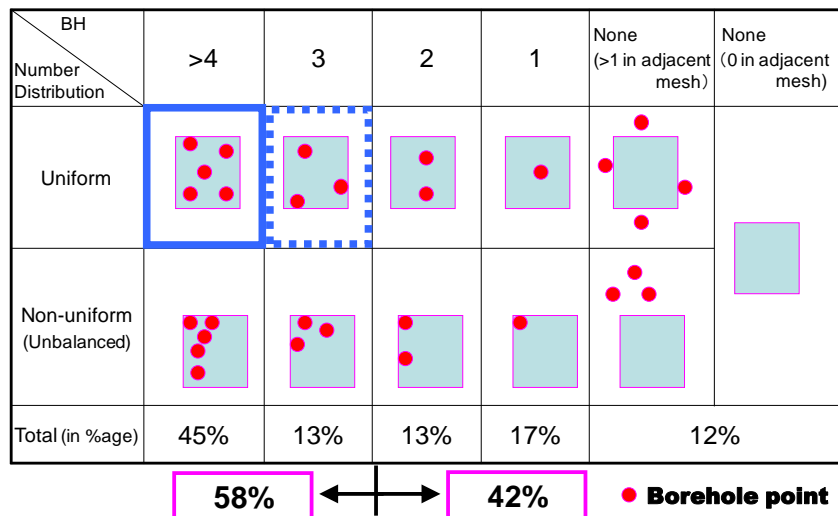 BH
Number
Distribution
>4
3
2
1
None
(>1 in adjacent
mesh)
None
(0 in adjacent
mesh)
Uniform
Non-uniform
(Unbalanced)
Total (in %age)
45%
13%
13%
17%
12%
58%
42%
Borehole point